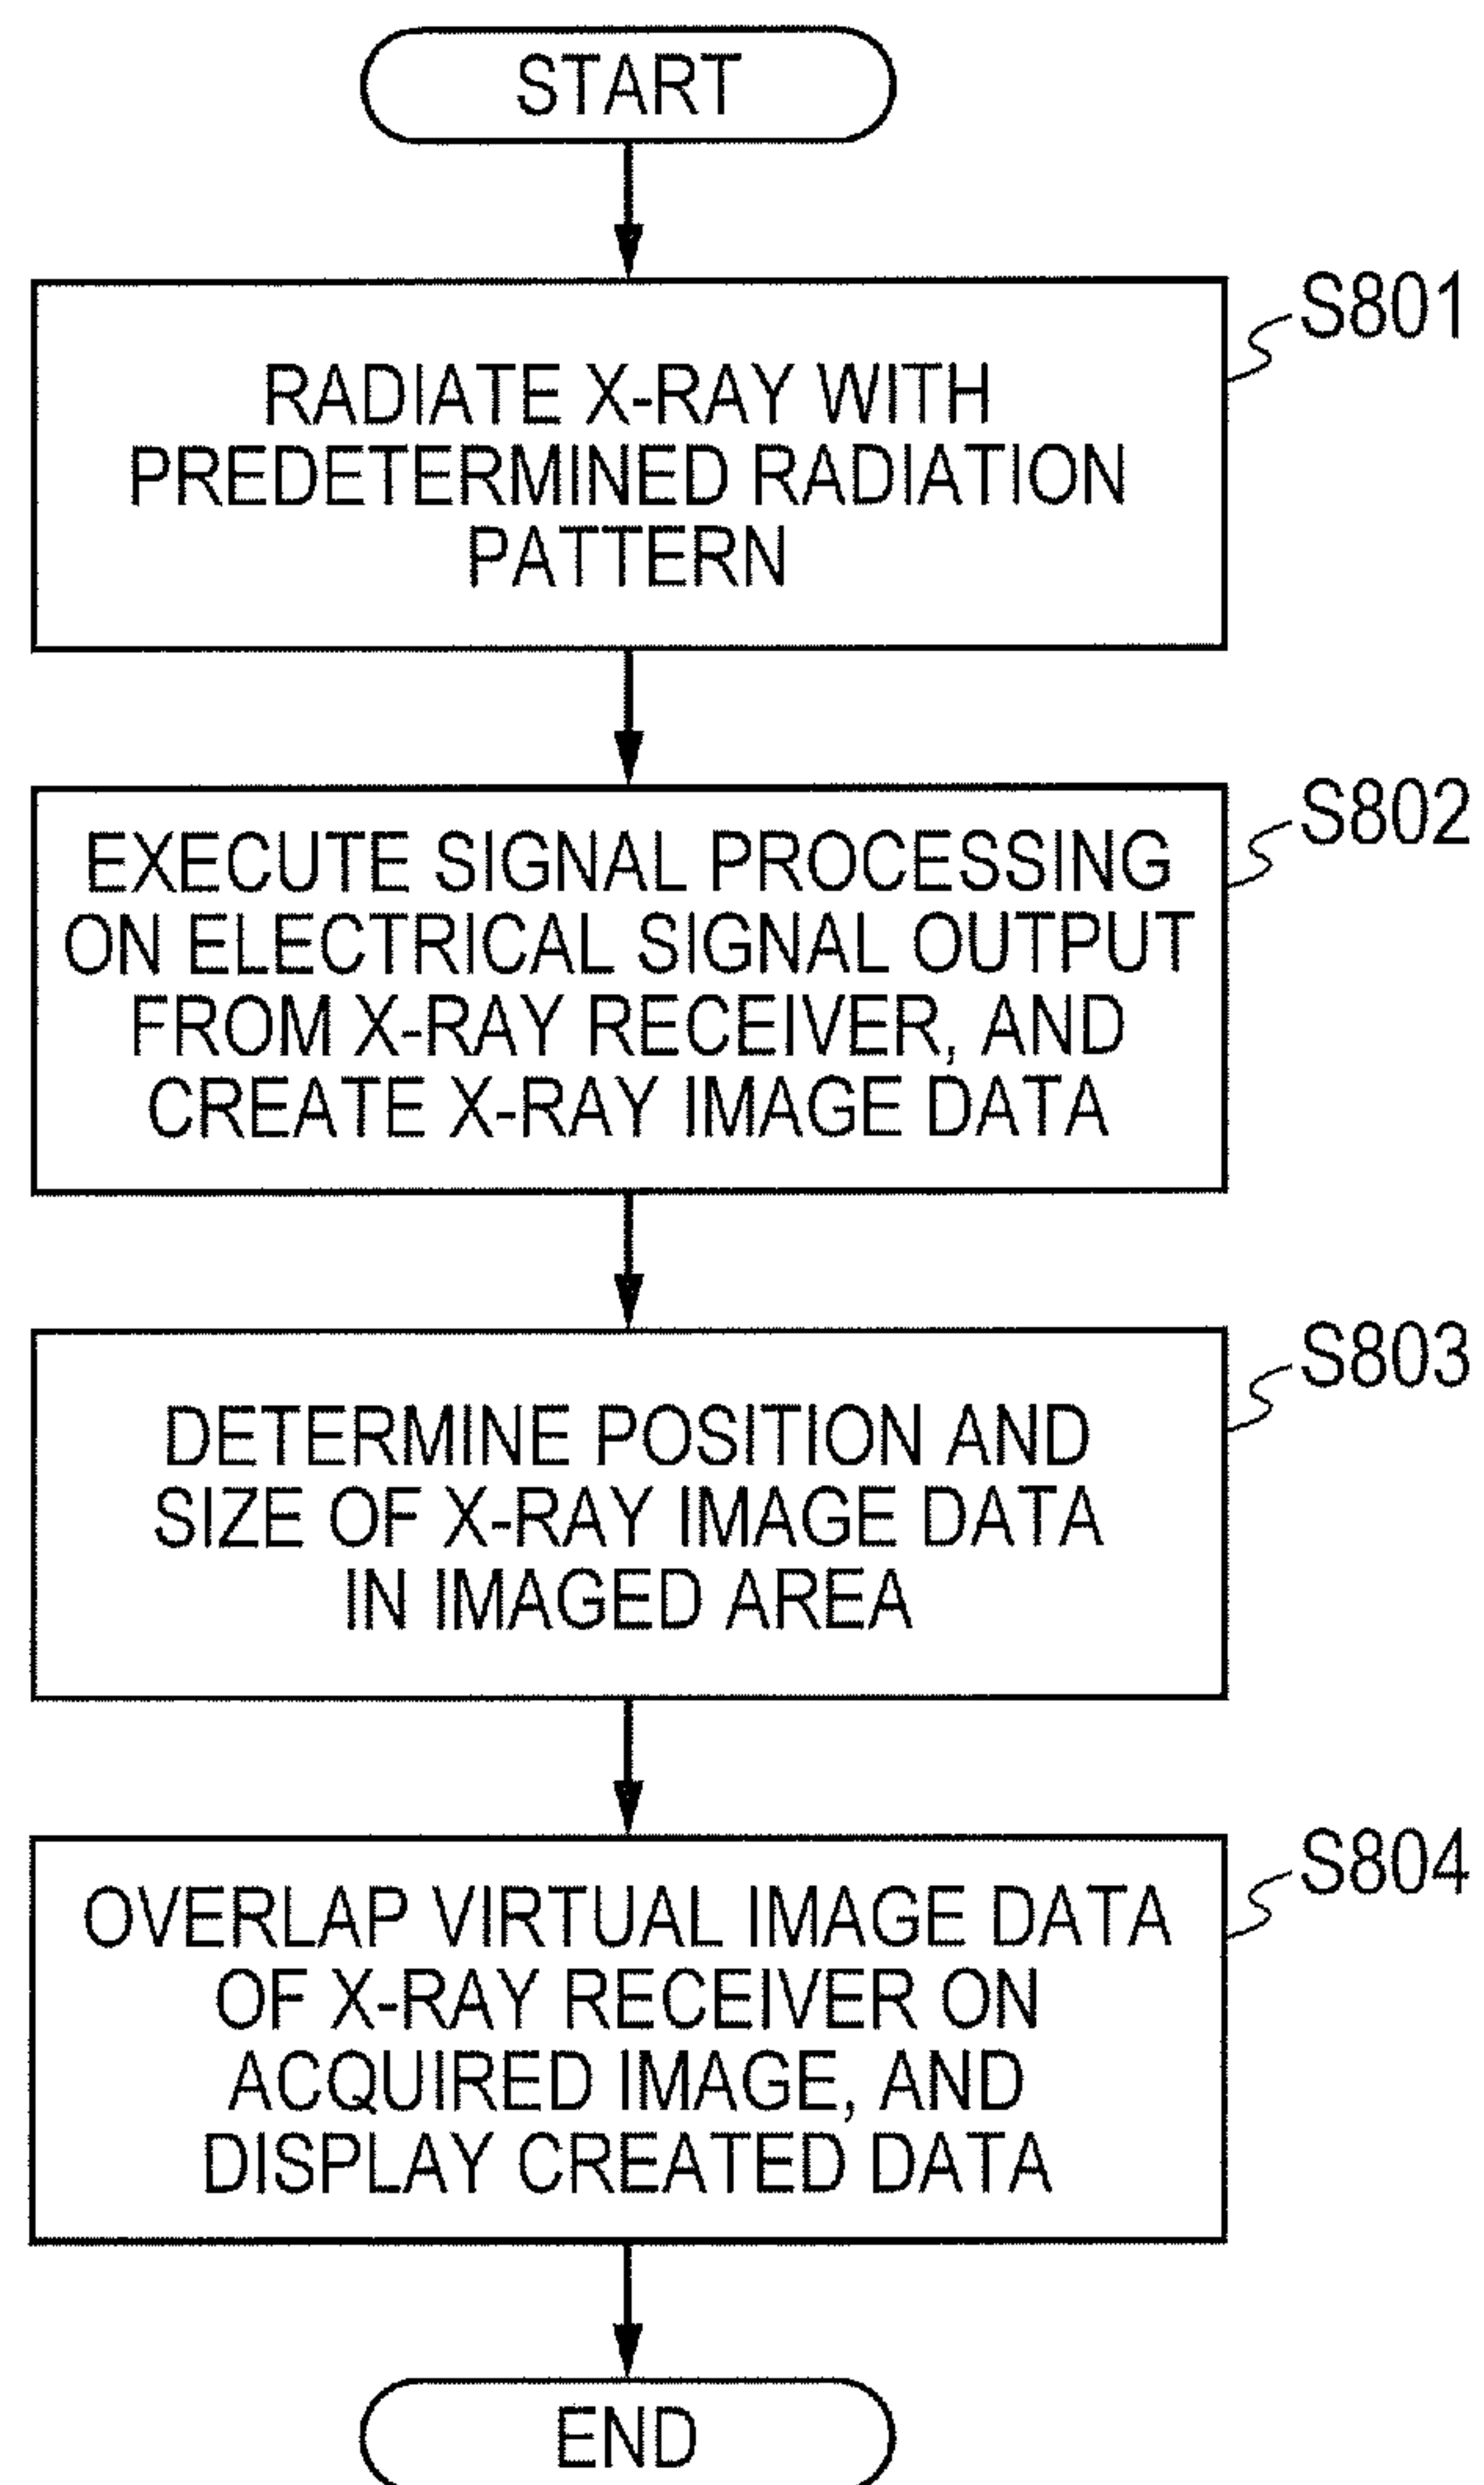 START
RADIATE X-RAY WITH
PREDETERMINED RADIATION
PATTERN
S801
EXECUTE SIGNAL PROCESSING
ON ELECTRICAL SIGNAL OUTPUT
FROM X-RAY RECEIVER, AND
CREATE X-RAY IMAGE DATA
S802
DETERMINE POSITION AND
SIZE OF X-RAY IMAGE DATA
IN IMAGED AREA
S803
OVERLAP VIRTUAL IMAGE DATA
OF X-RAY RECEIVER ON
ACQUIRED IMAGE, AND
DISPLAY CREATED DATA
S804
END